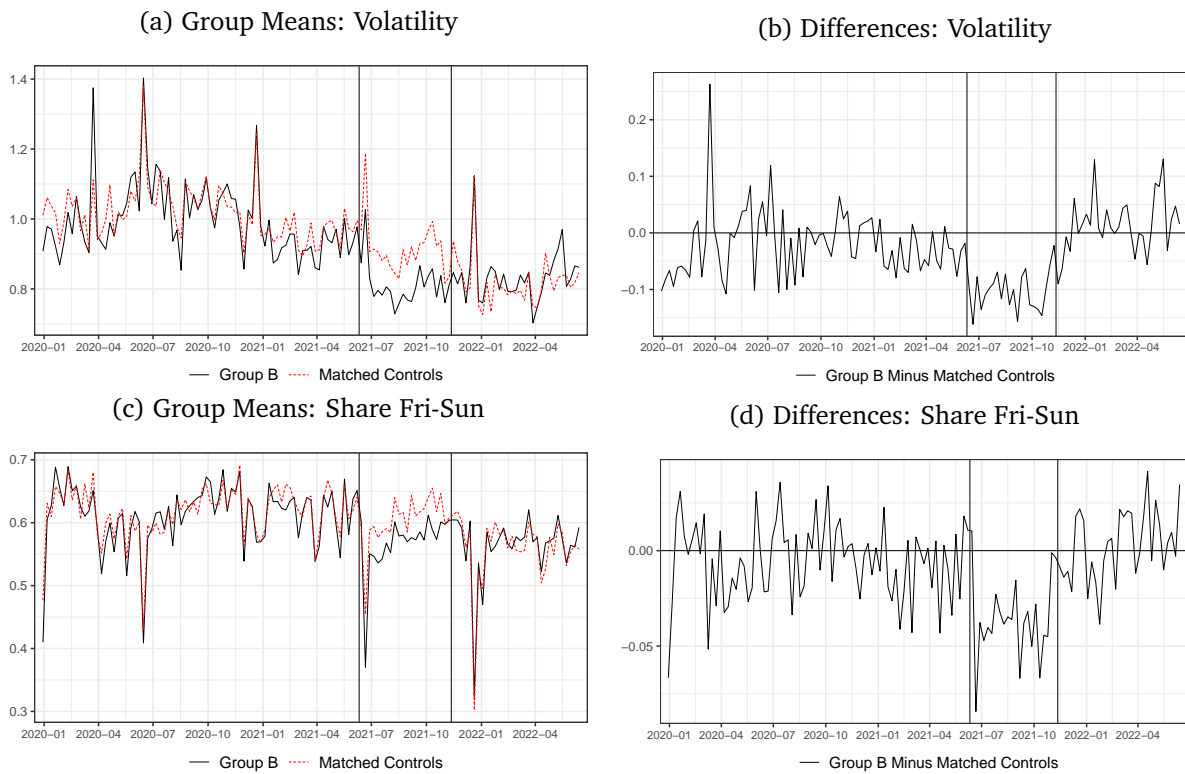 (a) Group Means: Volatility
1.4
1.2
1.0
0.8
2020−01 2020−04 2020−07 2020−10 2021−01 2021−04 2021−07 2021−10 2022−01 2022−04
Group B Matched Controls
(b) Differences: Volatility
0.2
0.1
0.0
−0.1
2020−01 2020−04 2020−07 2020−10 2021−01 2021−04 2021−07 2021−10 2022−01 2022−04
Group B Minus Matched Controls
(c) Group Means: Share Fri-Sun
0.7
0.6
0.5
0.4
0.3
2020−01 2020−04 2020−07 2020−10 2021−01 2021−04 2021−07 2021−10 2022−01 2022−04
Group B Matched Controls
(d) Differences: Share Fri-Sun
0.00
−0.05
2020−01 2020−04 2020−07 2020−10 2021−01 2021−04 2021−07 2021−10 2022−01 2022−04
Group B Minus Matched Controls